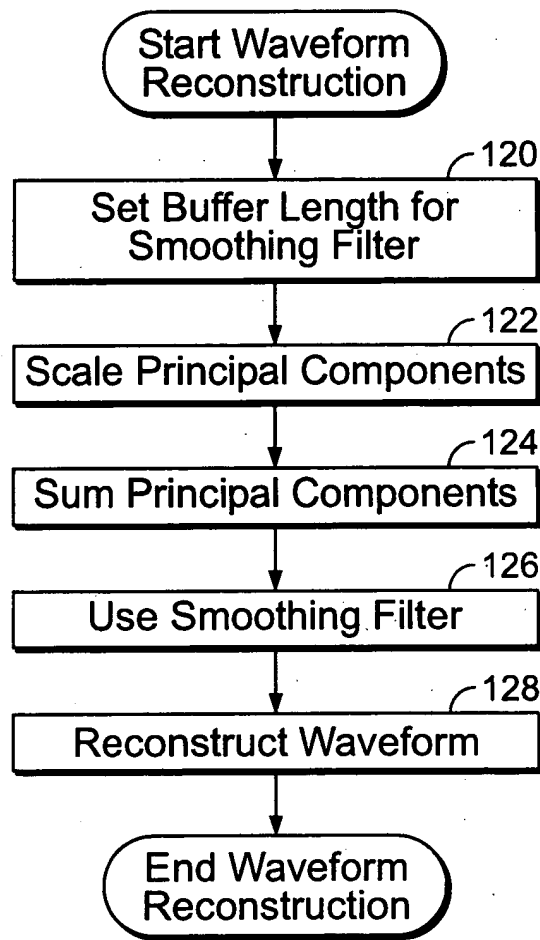 Start Waveform
Reconstruction
120
Set Buffer Length for
Smoothing Filter
122
Scale Principal Components
124
Sum Principal Components
126
Use Smoothing Filter
128
Reconstruct Waveform
End Waveform
Reconstruction